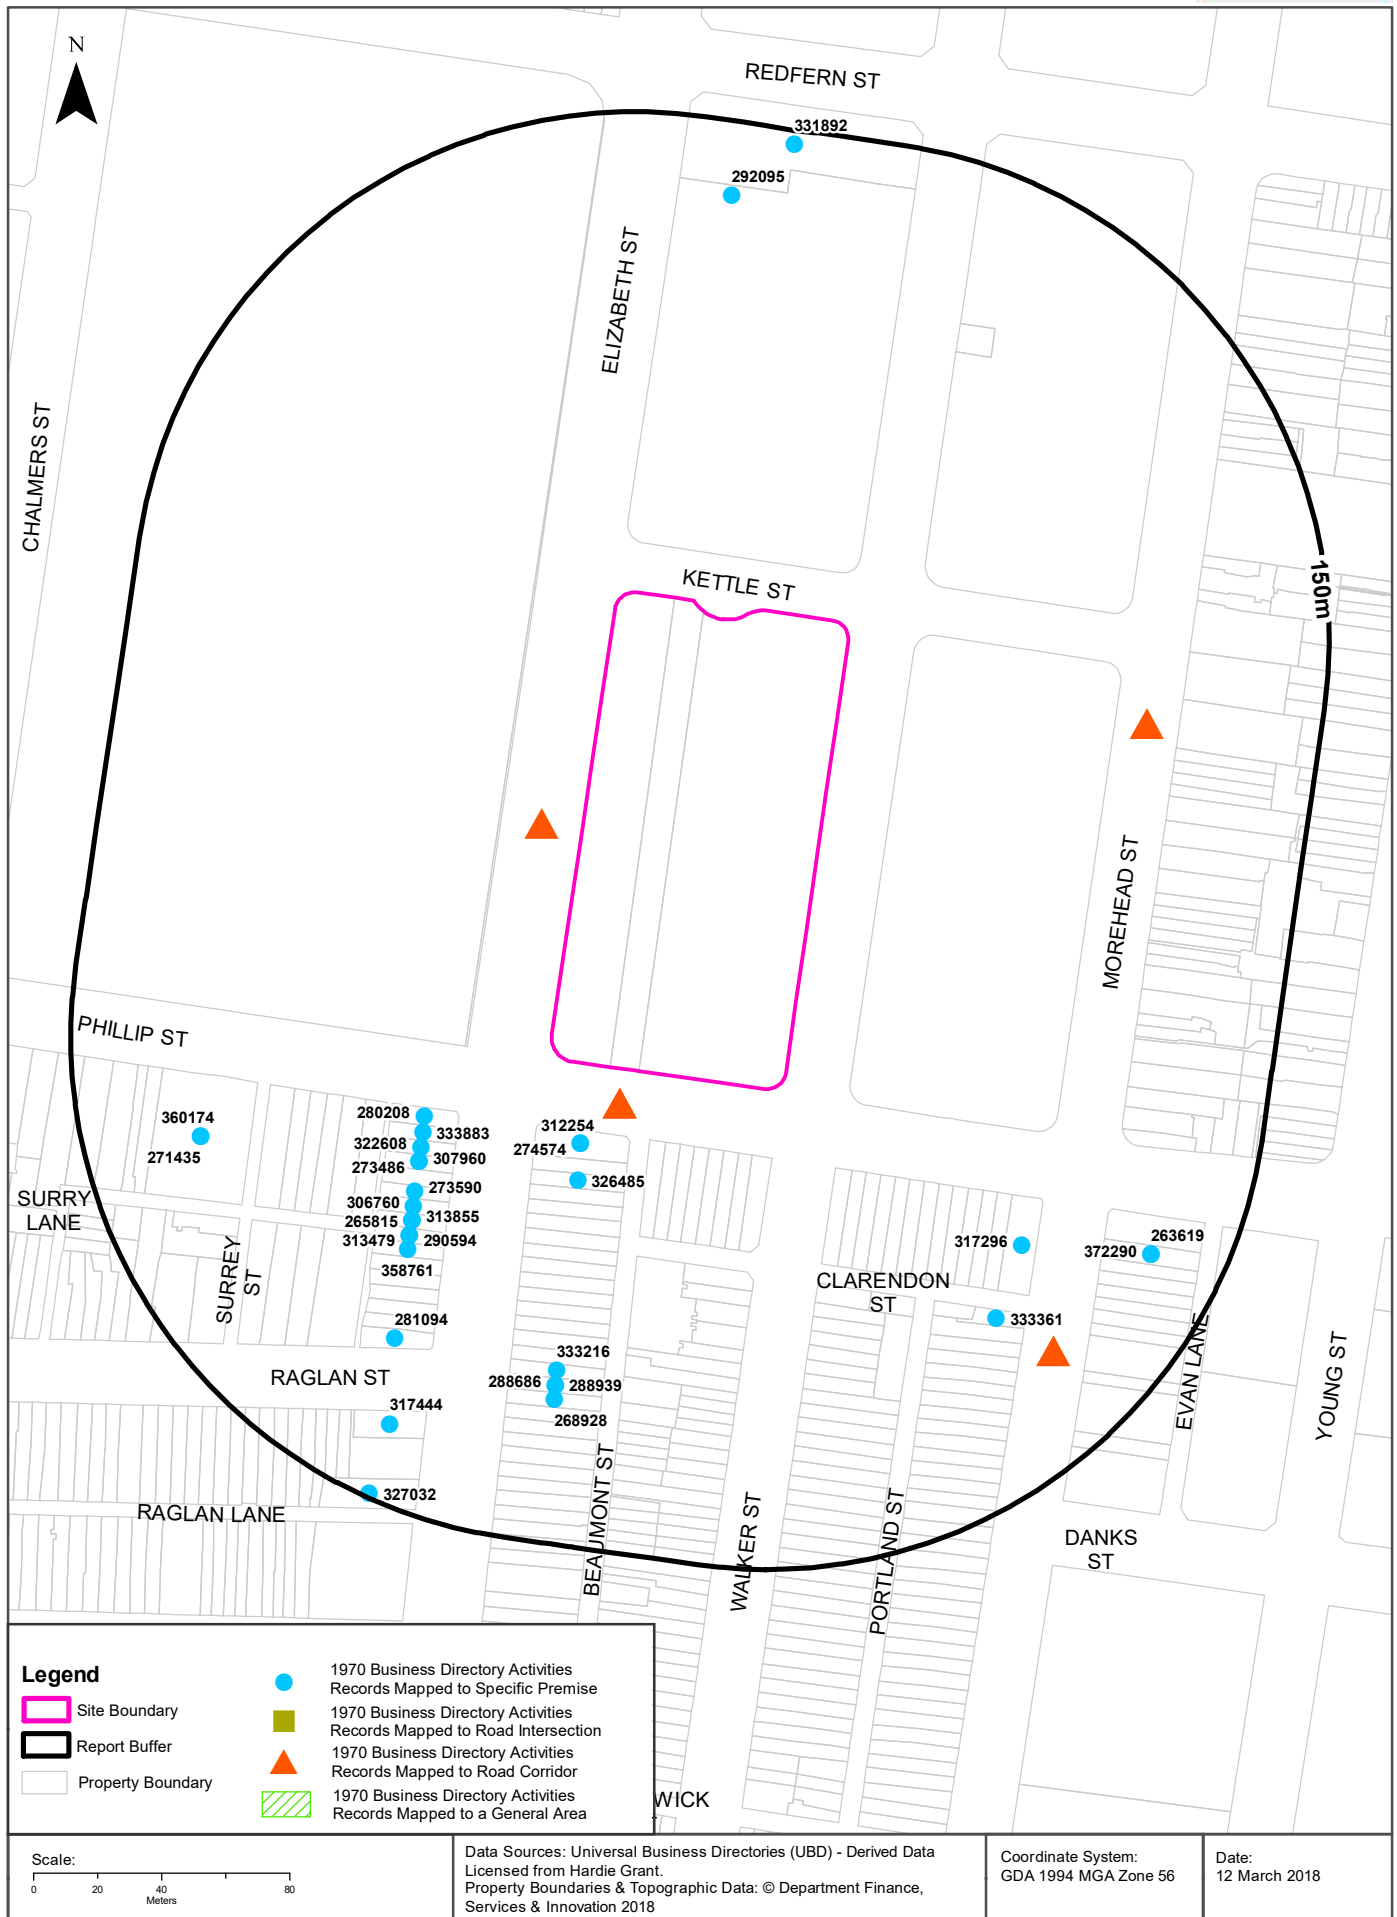 N
REDFERN ST
331892
292095
ELIZABETH ST
CHALMERS ST
150m
KETTLE ST
MOREHEAD ST
PHILLIP ST
360174
271435
280208
333883
322608
307960
273486
312254
274574
326485
273590
306760
265815
313855
313479
290594
358761
SURRY
LANE
SURREY
ST
317296
263619
372290
CLARENDON
ST
333361
281094
RAGLAN ST
333216
288686
288939
268928
317444
327032
RAGLAN LANE
BEAUMONT ST
WALKER ST
PORTLAND ST
EVAN LANE
YOUNG ST
DANKS
ST
WICK
Legend
Site Boundary
Report Buffer
Property Boundary
1970 Business Directory Activities
Records Mapped to Specific Premise
1970 Business Directory Activities
Records Mapped to Road Intersection
1970 Business Directory Activities
Records Mapped to Road Corridor
1970 Business Directory Activities
Records Mapped to a General Area
Scale:
0 20 40 80
Meters
Data Sources: Universal Business Directories (UBD) - Derived Data
Licensed from Hardie Grant.
Property Boundaries & Topographic Data: © Department Finance,
Services & Innovation 2018
Coordinate System:
GDA 1994 MGA Zone 56
Date:
12 March 2018